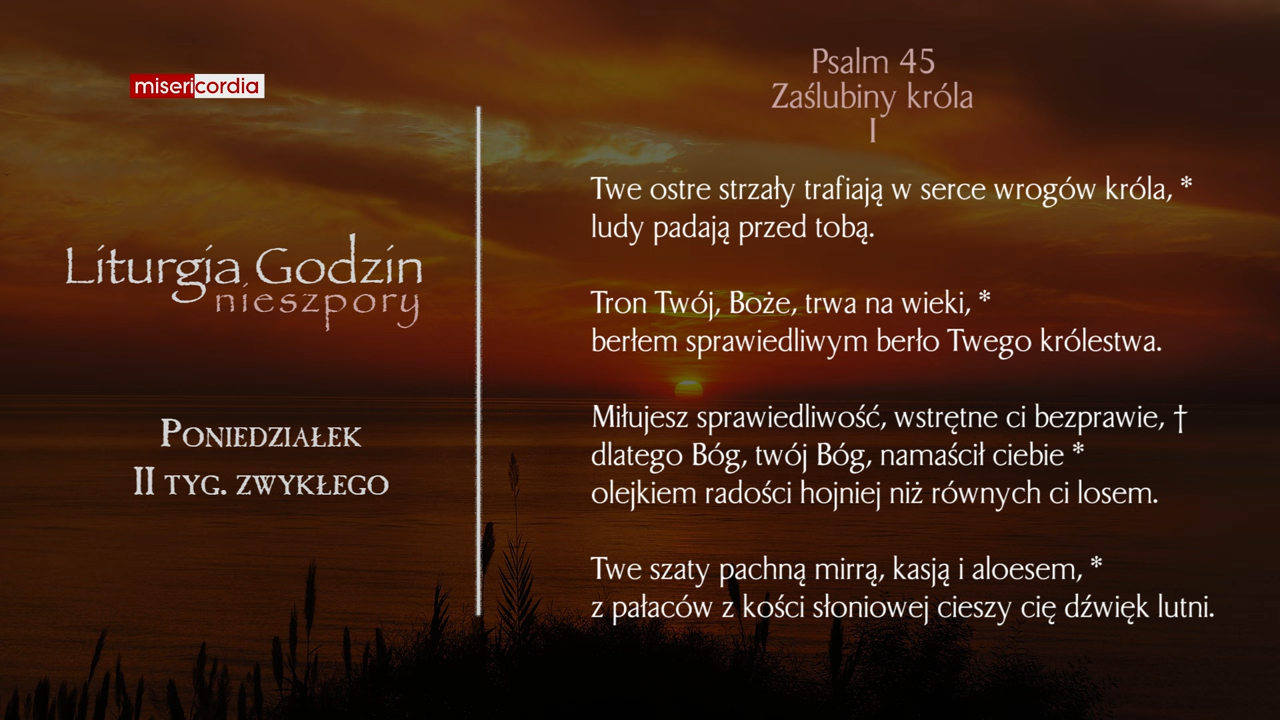 misericordia
Liturgia Godzin
nieszpory
Poniedziałek
II tyg. zwykłego
Psalm 45
Zaślubiny króla
I
Twe ostre strzały trafiają w serce wrogów króla, *
ludy padają przed tobą.
Tron Twój, Boże, trwa na wieki, *
berłem sprawiedliwym berło Twego królestwa.
Miłujesz sprawiedliwość, wstrętne ci bezprawie, †
dlatego Bóg, twój Bóg, namaścił ciebie *
olejkiem radości hojniej niż równych ci losem.
Twe szaty pachną mirrą, kasją i aloesem, *
z pałaców z kości słoniowej cieszy cię dźwięk lutni.